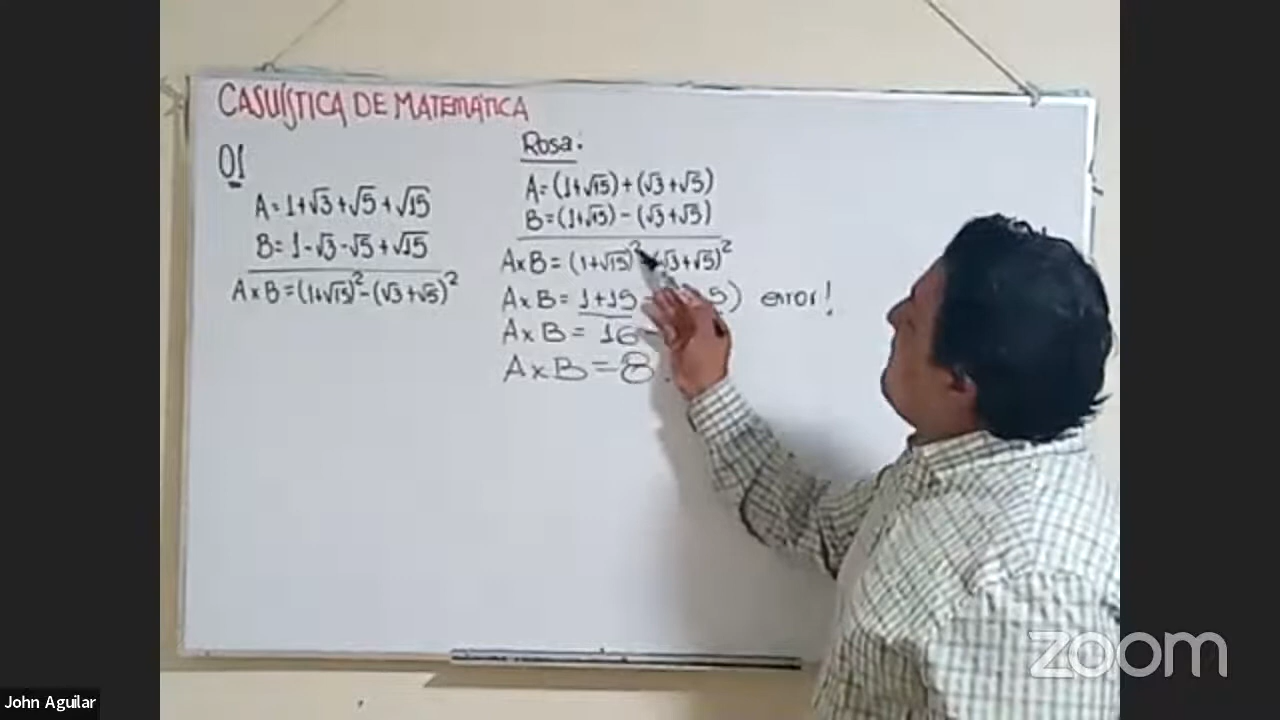 CASUÍSTICA DE MATEMÁTICA
01
A = 1+√3+√5+√15
B = 1-√3-√5+√15
A×B = (1+√15)²-(√3+√5)²
Rosa:
A = (1+√15)+(√3+√5)
B = (1+√15)-(√3+√5)
A×B = (1+√15)² √3+√5)²
A×B = 1+15 5) error!
A×B = 16-
A×B = 8
zoom
John Aguilar